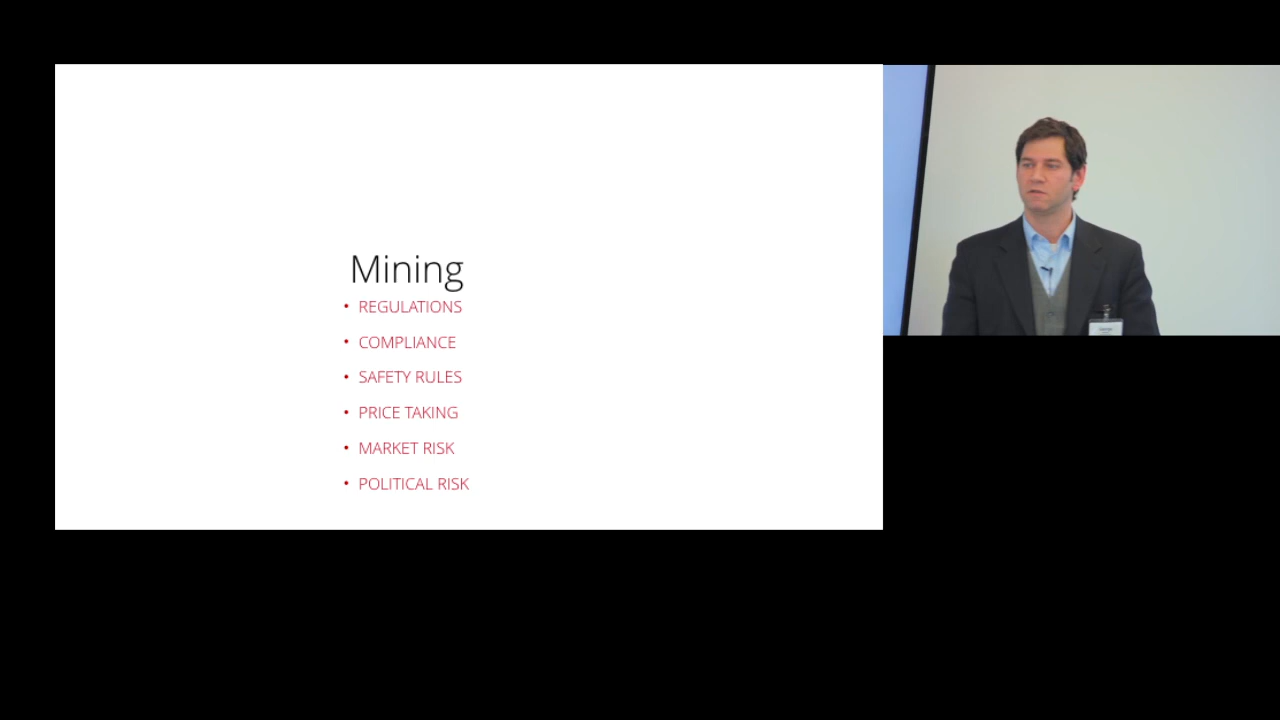 Mining
• REGULATIONS
• COMPLIANCE
• SAFETY RULES
• PRICE TAKING
• MARKET RISK
• POLITICAL RISK